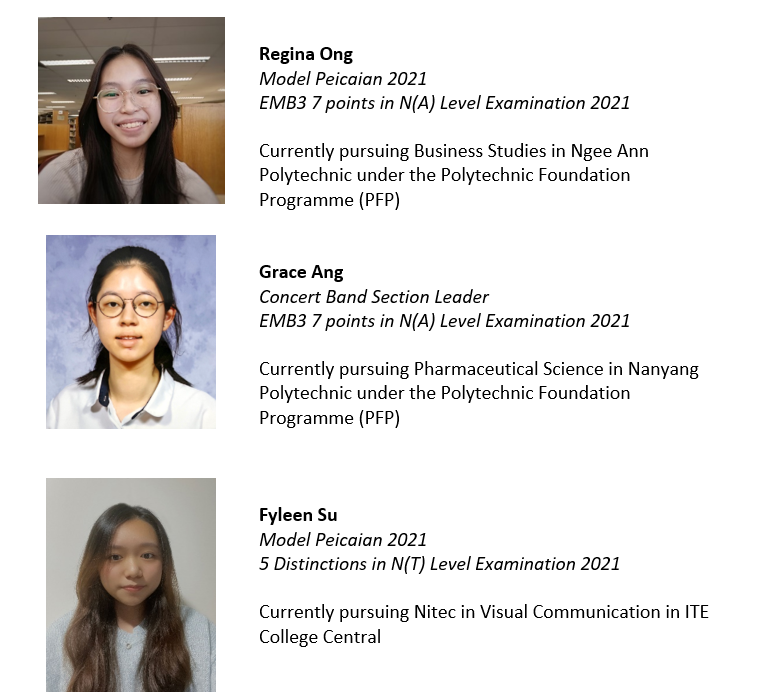 Regina Ong
Model Peicaian 2021
EMB3 7 points in N(A) Level Examination 2021
Currently pursuing Business Studies in Ngee Ann
Polytechnic under the Polytechnic Foundation
Programme (PFP)
Grace Ang
Concert Band Section Leader
EMB3 7 points in N(A) Level Examination 2021
Currently pursuing Pharmaceutical Science in Nanyang
Polytechnic under the Polytechnic Foundation
Programme (PFP)
Fyleen Su
Model Peicaian 2021
5 Distinctions in N(T) Level Examination 2021
Currently pursuing Nitec in Visual Communication in ITE
College Central